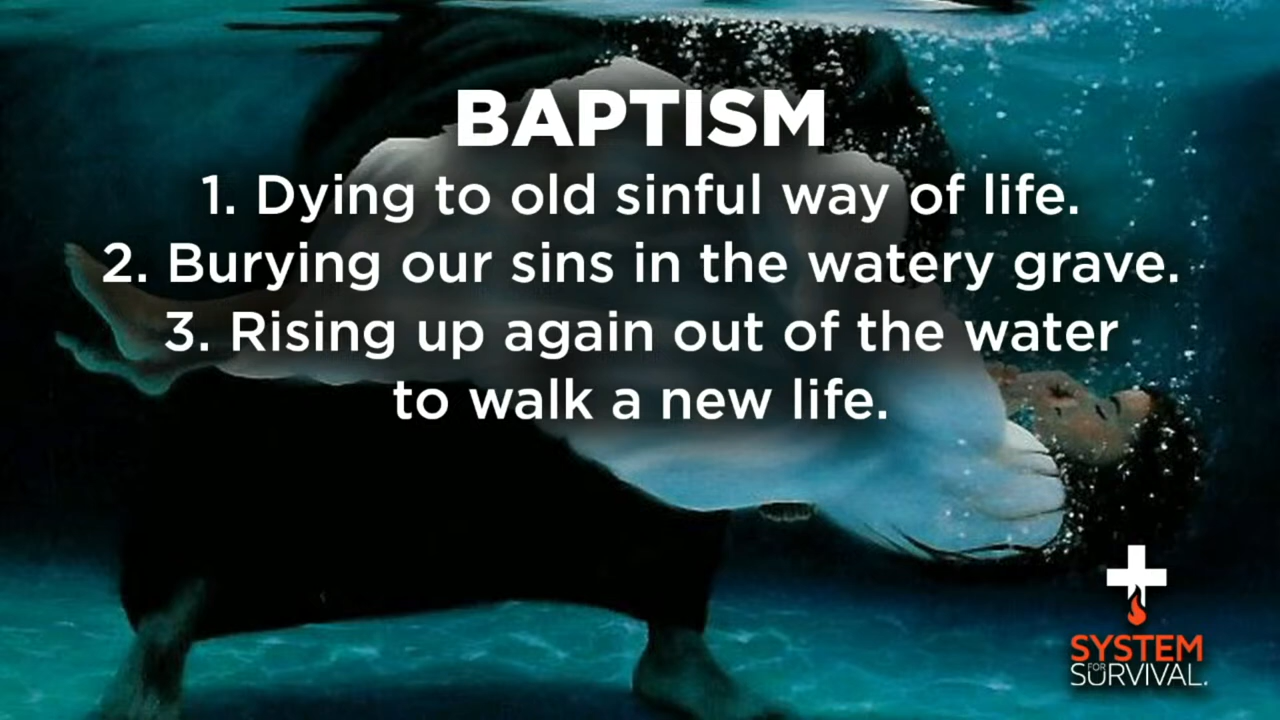 BAPTISM
1. Dying to old sinful way of life.
2. Burying our sins in the watery grave.
3. Rising up again out of the water
to walk a new life.
SYSTEM
FOR
SURVIVAL.